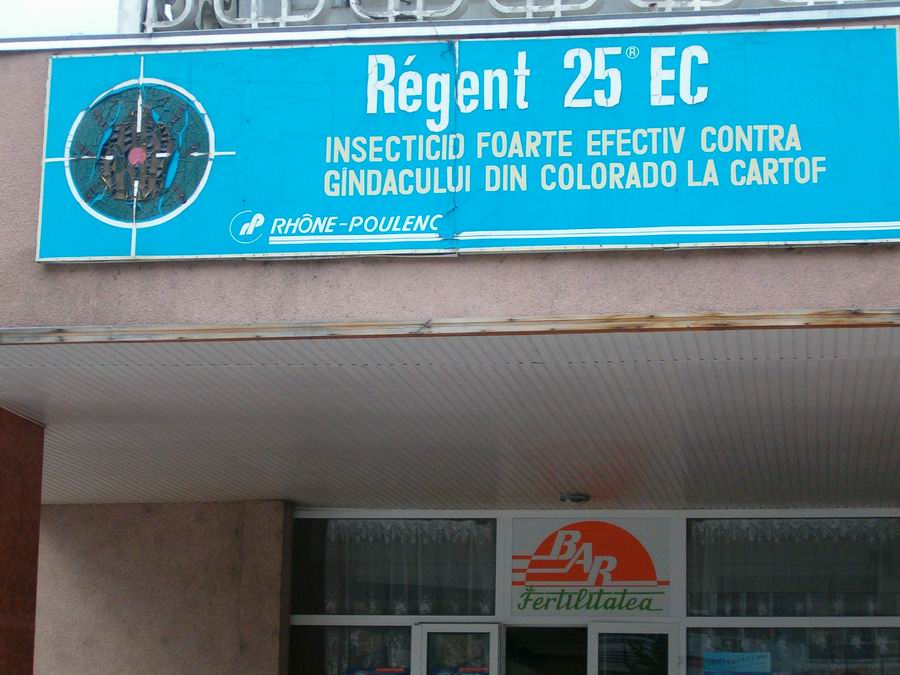 Régent 25® EC
INSECTICID FOARTE EFECTIV CONTRA
GÎNDACULUI DIN COLORADO LA CARTOF
RHÔNE-POULENC
BAR
Fertilitatea